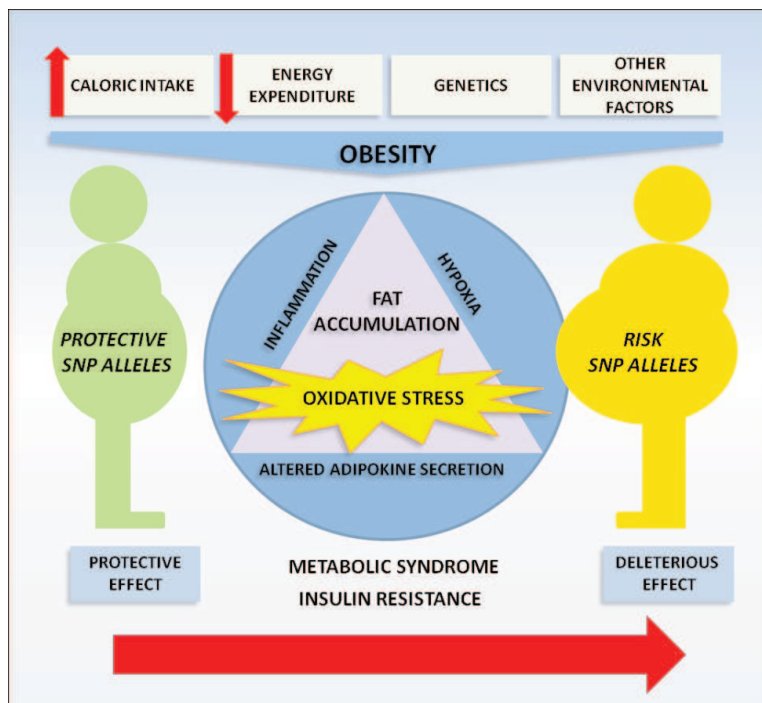 CALORIC INTAKE
ENERGY
EXPENDITURE
GENETICS
OTHER
ENVIRONMENTAL
FACTORS
OBESITY
INFLAMMATION
HYPOXIA
FAT
ACCUMULATION
PROTECTIVE
SNP ALLELES
RISK
SNP ALLELES
OXIDATIVE STRESS
ALTERED ADIPOKINE SECRETION
PROTECTIVE
EFFECT
METABOLIC SYNDROME
INSULIN RESISTANCE
DELETERIOUS
EFFECT